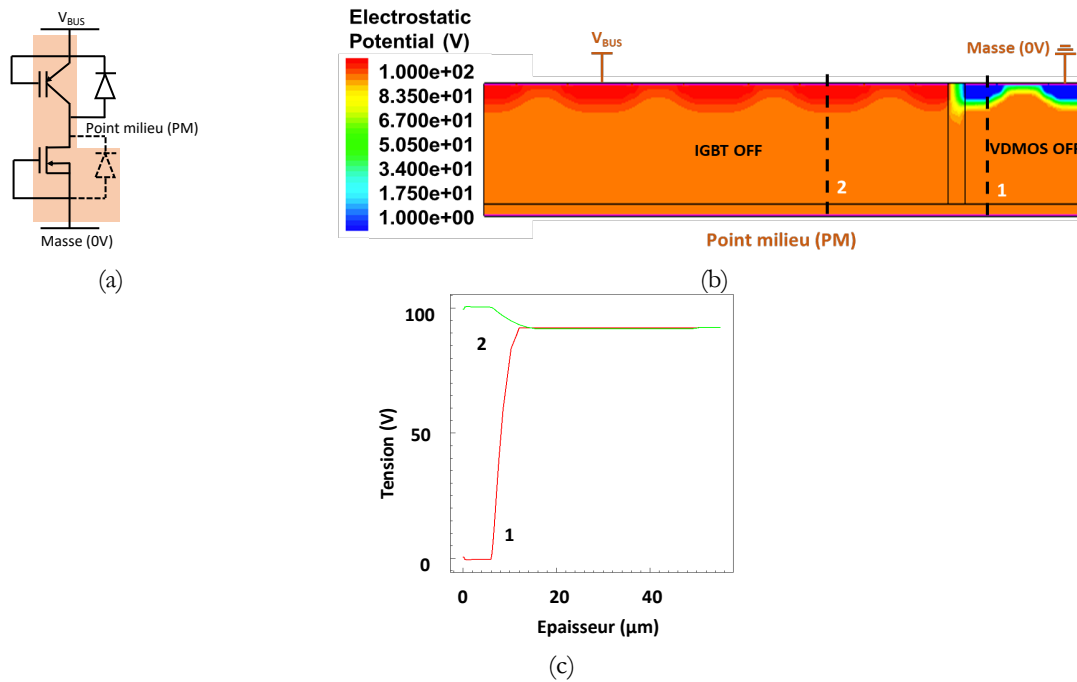 V_BUS
Point milieu (PM)
Masse (0V)
(a)
Electrostatic
Potential (V)
1.000e+02
8.350e+01
6.700e+01
5.050e+01
3.400e+01
1.750e+01
1.000e+00
V_BUS
Masse (0V)
IGBT OFF
VDMOS OFF
2
1
Point milieu (PM)
(b)
100
50
0
2
1
Tension (V)
0
20
40
Epaisseur (µm)
(c)